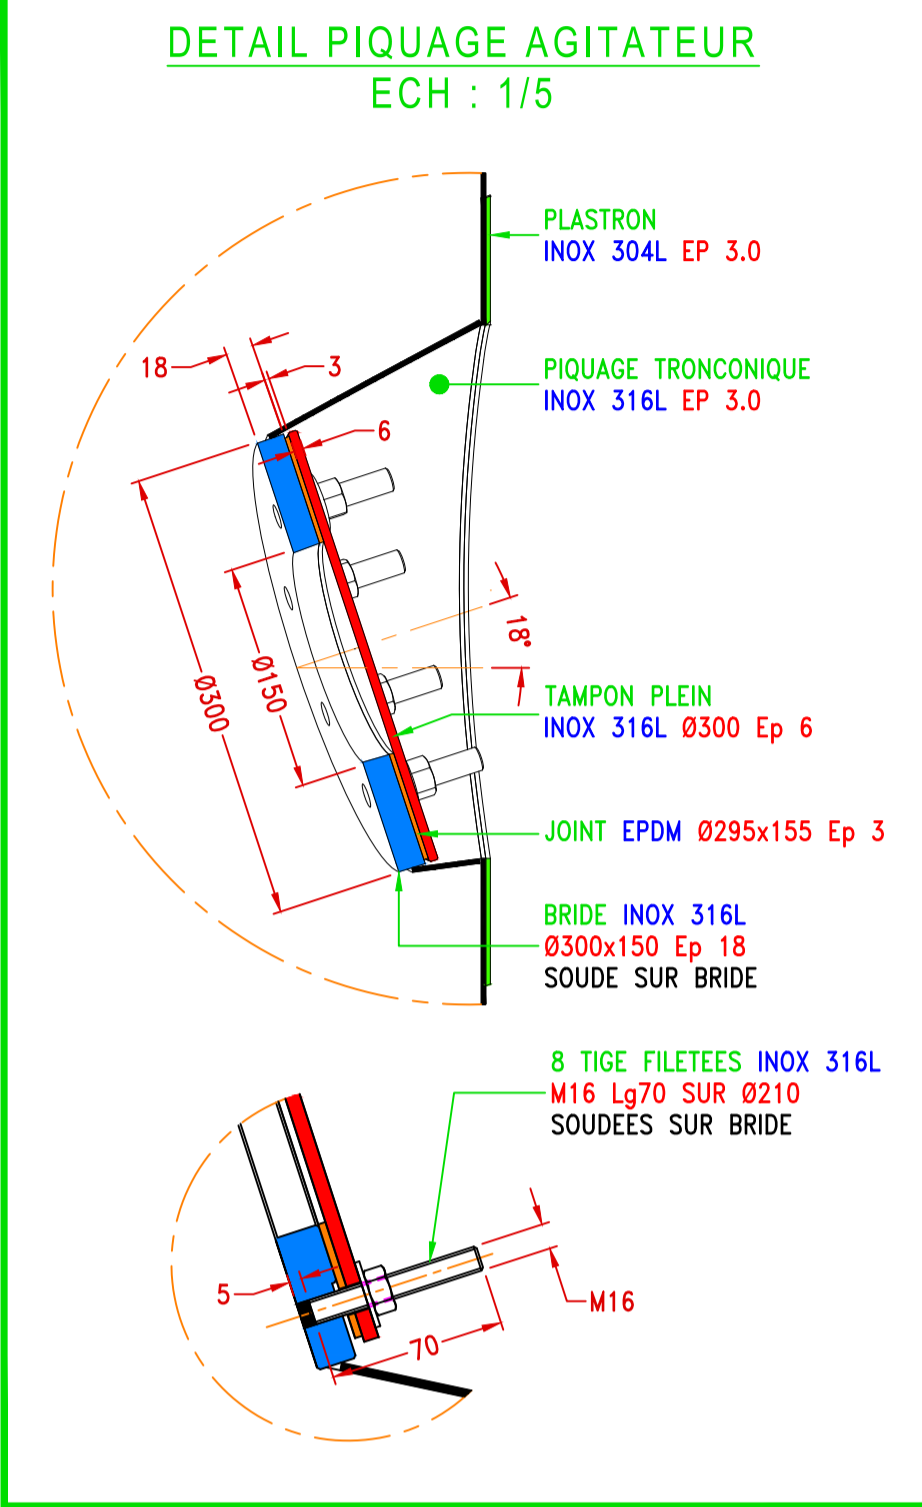 DETAIL PIQUAGE AGITATEUR
ECH : 1/5
PLASTRON
INOX 304L EP 3.0
18
3
PIQUAGE TRONCONIQUE
INOX 316L EP 3.0
6
18°
Ø150
Ø300
TAMPON PLEIN
INOX 316L Ø300 Ep 6
JOINT EPDM Ø295x155 Ep 3
BRIDE INOX 316L
Ø300x150 Ep 18
SOUDE SUR BRIDE
8 TIGE FILETEES INOX 316L
M16 Lg70 SUR Ø210
SOUDEES SUR BRIDE
5
M16
70